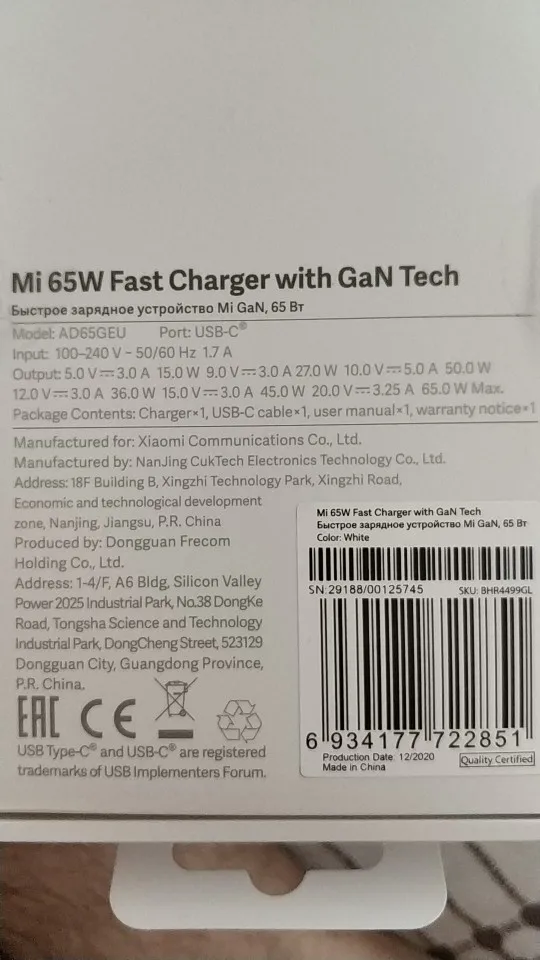 Mi 65W Fast Charger with GaN Tech
Быстрое зарядное устройство Mi GaN, 65 Вт
Model: AD65GEU Port: USB-C®
Input: 100–240 V ~ 50/60 Hz 1.7 A
Output: 5.0 V⎓3.0 A 15.0 W 9.0 V⎓3.0 A 27.0 W 10.0 V⎓5.0 A 50.0 W
12.0 V⎓3.0 A 36.0 W 15.0 V⎓3.0 A 45.0 W 20.0 V⎓3.25 A 65.0 W Max.
Package Contents: Charger×1, USB-C cable×1, user manual×1, warranty notice×1
Manufactured for: Xiaomi Communications Co., Ltd.
Manufactured by: NanJing CukTech Electronics Technology Co., Ltd.
Address: 18F Building B, Xingzhi Technology Park, Xingzhi Road,
Economic and technological development
zone, Nanjing, Jiangsu, P.R. China
Produced by: Dongguan Frecom
Holding Co., Ltd.
Address: 1-4/F, A6 Bldg, Silicon Valley
Power 2025 Industrial Park, No.38 DongKe
Road, Tongsha Science and Technology
Industrial Park, DongCheng Street, 523129
Dongguan City, Guangdong Province,
P.R. China.
EAC CE
USB Type-C® and USB-C® are registered
trademarks of USB Implementers Forum.
Mi 65W Fast Charger with GaN Tech
Быстрое зарядное устройство Mi GaN, 65 Вт
Color: White
SN:29188/00125745 SKU: BHR4499GL
6 934177 722851
Production Date: 12/2020
Made in China
Quality Certified